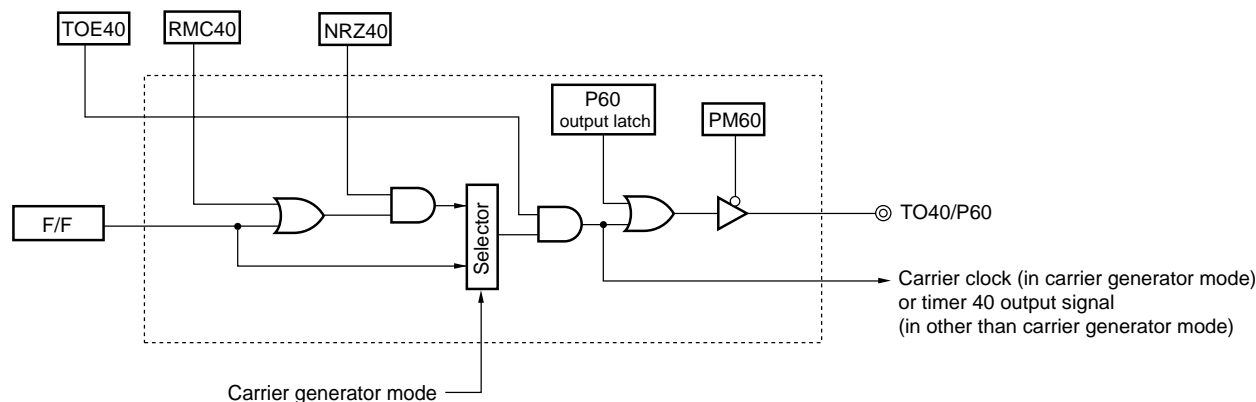 TOE40
RMC40
NRZ40
P60
output latch
PM60
F/F
Selector
TO40/P60
Carrier clock (in carrier generator mode)
or timer 40 output signal
(in other than carrier generator mode)
Carrier generator mode